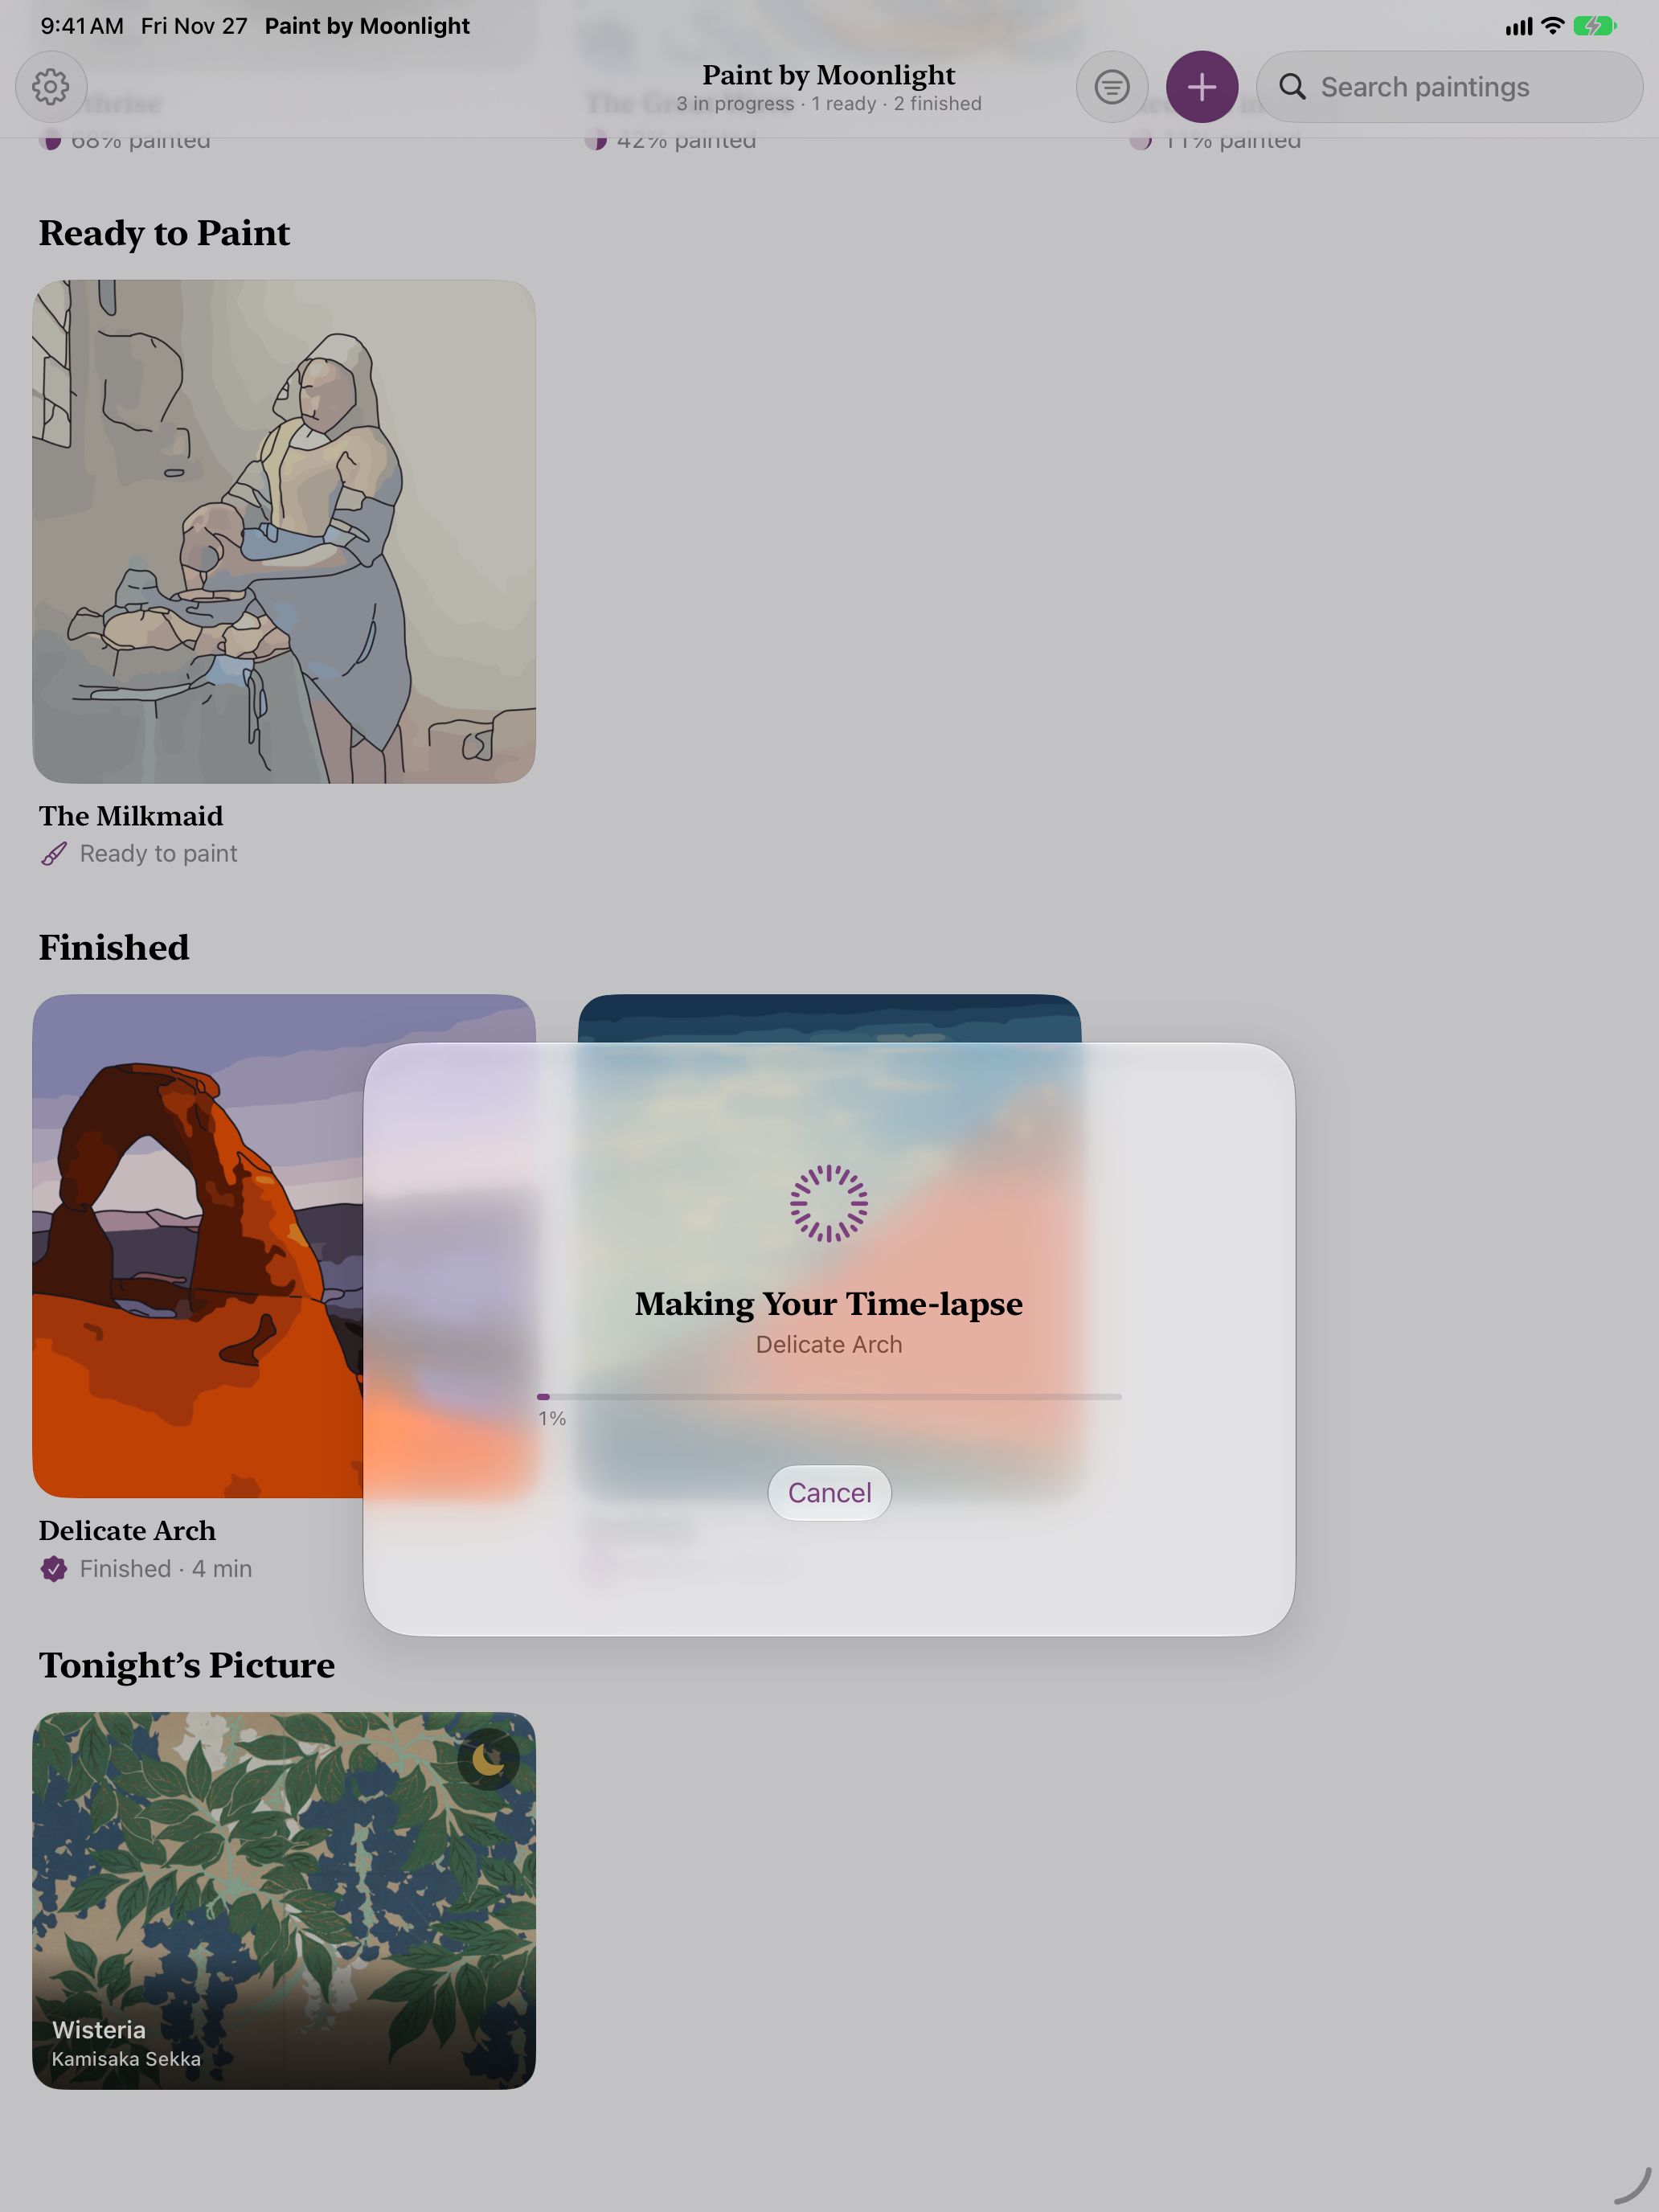 9:41 AM Fri Nov 27 Paint by Moonlight
Paint by Moonlight
3 in progress · 1 ready · 2 finished
Search paintings
68% painted
42% painted
11% painted
Ready to Paint
The Milkmaid
Ready to paint
Finished
Making Your Time-lapse
Delicate Arch
1%
Cancel
Delicate Arch
Finished · 4 min
Tonight’s Picture
Wisteria
Kamisaka Sekka